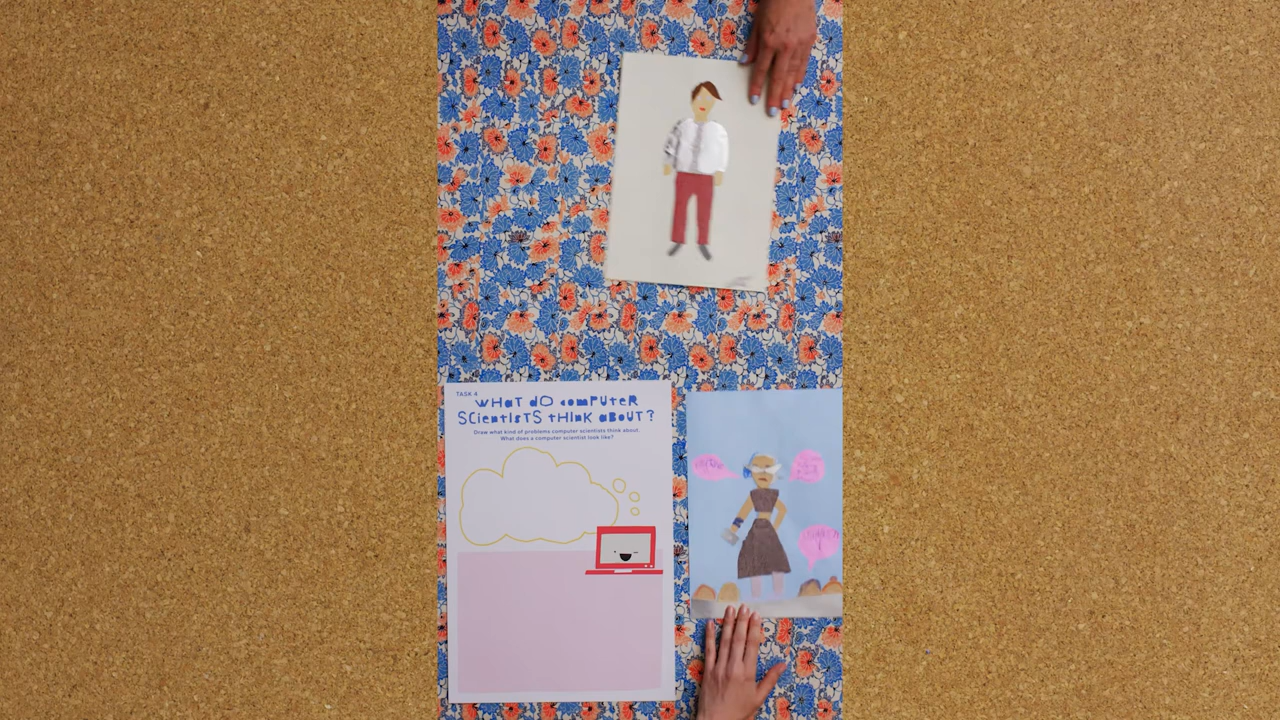 TASK 4
WHAT dO COMPUTeR
SCientisTS tHink aBOUT?
Draw what kind of problems computer scientists think about.
What does a computer scientist look like?